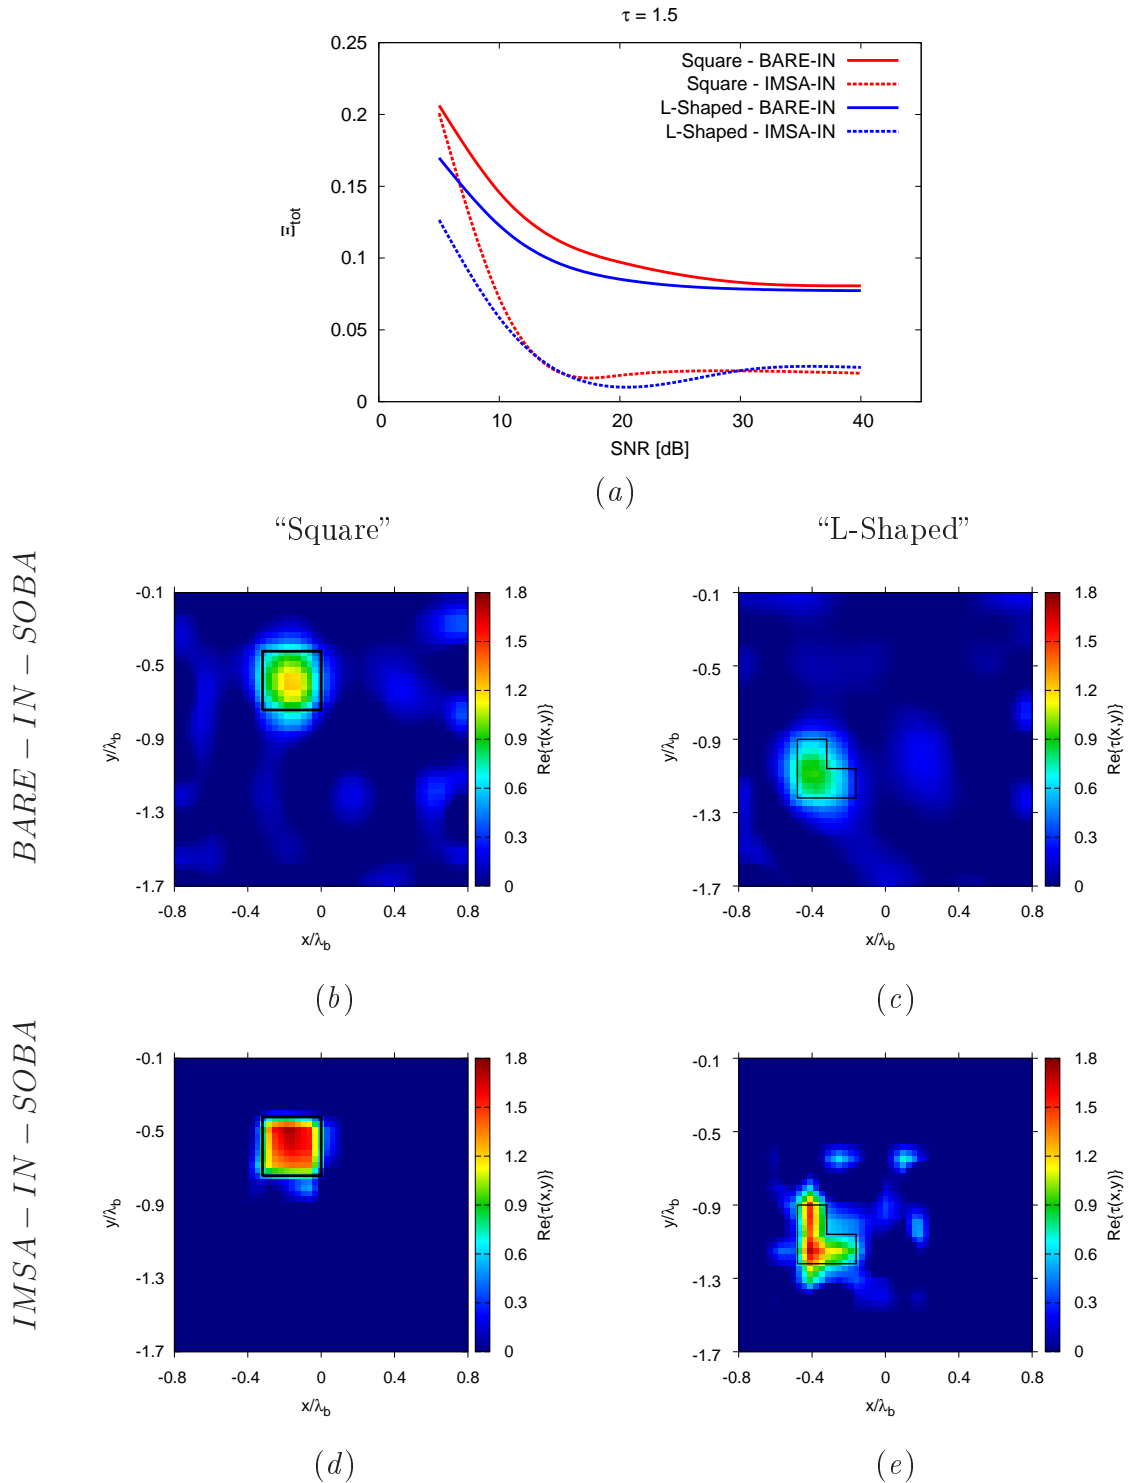 τ = 1.5
0.25
0.2
0.15
0.1
0.05
0
Ξtot
Square - BARE-IN
Square - IMSA-IN
L-Shaped - BARE-IN
L-Shaped - IMSA-IN
0 10 20 30 40
SNR [dB]
(a)
“Square” “L-Shaped”
BARE – IN – SOBA
-0.1
-0.5
-0.9
-1.3
-1.7
y/λb
-0.8 -0.4 0 0.4 0.8
x/λb
1.8
1.5
1.2
0.9
0.6
0.3
0
Re{τ(x,y)}
(b)
-0.1
-0.5
-0.9
-1.3
-1.7
y/λb
-0.8 -0.4 0 0.4 0.8
x/λb
1.8
1.5
1.2
0.9
0.6
0.3
0
Re{τ(x,y)}
(c)
IMSA – IN – SOBA
-0.1
-0.5
-0.9
-1.3
-1.7
y/λb
-0.8 -0.4 0 0.4 0.8
x/λb
1.8
1.5
1.2
0.9
0.6
0.3
0
Re{τ(x,y)}
(d)
-0.1
-0.5
-0.9
-1.3
-1.7
y/λb
-0.8 -0.4 0 0.4 0.8
x/λb
1.8
1.5
1.2
0.9
0.6
0.3
0
Re{τ(x,y)}
(e)